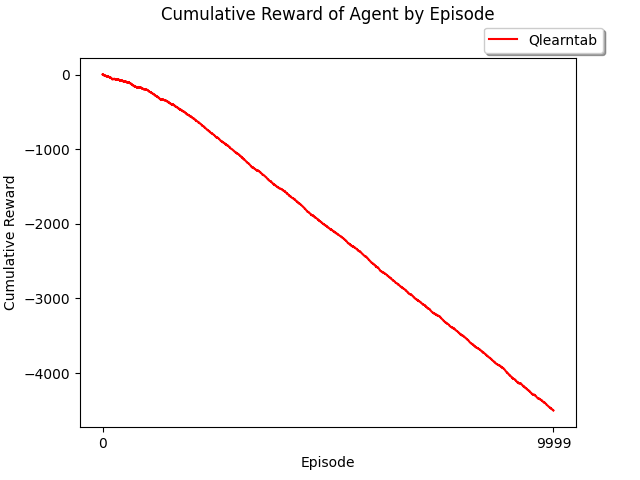 Cumulative Reward of Agent by Episode
Qlearntab
0
−1000
−2000
−3000
−4000
Cumulative Reward
0
9999
Episode